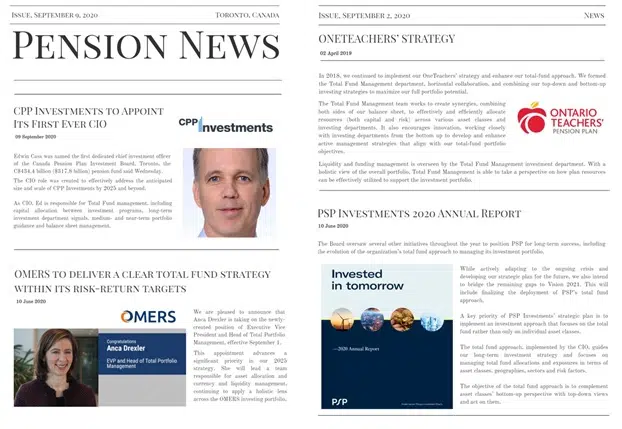 Issue, September 9, 2020
Toronto, Canada
Pension News
CPP Investments to Appoint
Its First Ever CIO
09 September 2020
CPP Investments
Edwin Cass was named the first dedicated chief investment officer
of the Canada Pension Plan Investment Board, Toronto, the
C$434.4 billion ($317.8 billion) pension fund said Wednesday.
The CIO role was created to effectively address the anticipated
size and scale of CPP Investments by 2025 and beyond.
As CIO, Ed is responsible for Total Fund management, including
capital allocation between investment programs, long-term
investment department signals, medium- and near-term portfolio
guidance and balance sheet management.
OMERS to deliver a clear total fund strategy
within its risk-return targets
10 June 2020
OMERS
Congratulations
Anca Drexler
EVP and Head of Total Portfolio
Management
We are pleased to announce that
Anca Drexler is taking on the newly-
created position of Executive Vice
President and Head of Total Portfolio
Management, effective September 1.
This appointment advances a
significant priority in our 2025
strategy. She will lead a team
responsible for asset allocation and
currency and liquidity management,
continuing to apply a holistic lens
across the OMERS investing portfolio.
Issue, September 2, 2020
News
OneTeachers' Strategy
02 April 2019
In 2018, we continued to implement our OneTeachers' strategy and enhance our total-fund approach. We formed
the Total Fund Management department, horizontal collaboration, and combining our top-down and bottom-up
investing strategies to maximize our full portfolio potential.
The Total Fund Management team works to create synergies, combining
both sides of our balance sheet, to effectively and efficiently allocate
resources (both capital and risk) across various asset classes and
investing departments. It also encourages innovation, working closely
with investing departments from the bottom up to develop and enhance
active management strategies that align with our total-fund portfolio
objectives.
ONTARIO
TEACHERS'
PENSION PLAN
Liquidity and funding management is overseen by the Total Fund Management investment department. With a
holistic view of the overall portfolio, Total Fund Management is able to take a perspective on how plan resources
can be effectively utilized to support the investment portfolio.
PSP Investments 2020 Annual Report
10 June 2020
The Board oversaw several other initiatives throughout the year to position PSP for long-term success, including
the evolution of the organization's total fund approach to managing its investment portfolio.
Invested
in tomorrow
—2020 Annual Report
PSP
While actively adapting to the ongoing crisis and
developing our strategic plan for the future, we also intend
to bridge the remaining gaps to Vision 2021. This will
include finalizing the deployment of PSP's total fund
approach.
A key priority of PSP Investments' strategic plan is to
implement an investment approach that focuses on the total
fund rather than only on individual asset classes.
The total fund approach, implemented by the CIO, guides
our long-term investment strategy and focuses on
managing total fund allocations and exposures in terms of
asset classes, geographies, sectors and risk factors.
The objective of the total fund approach is to complement
asset classes' bottom-up perspective with top-down views
and act on them.